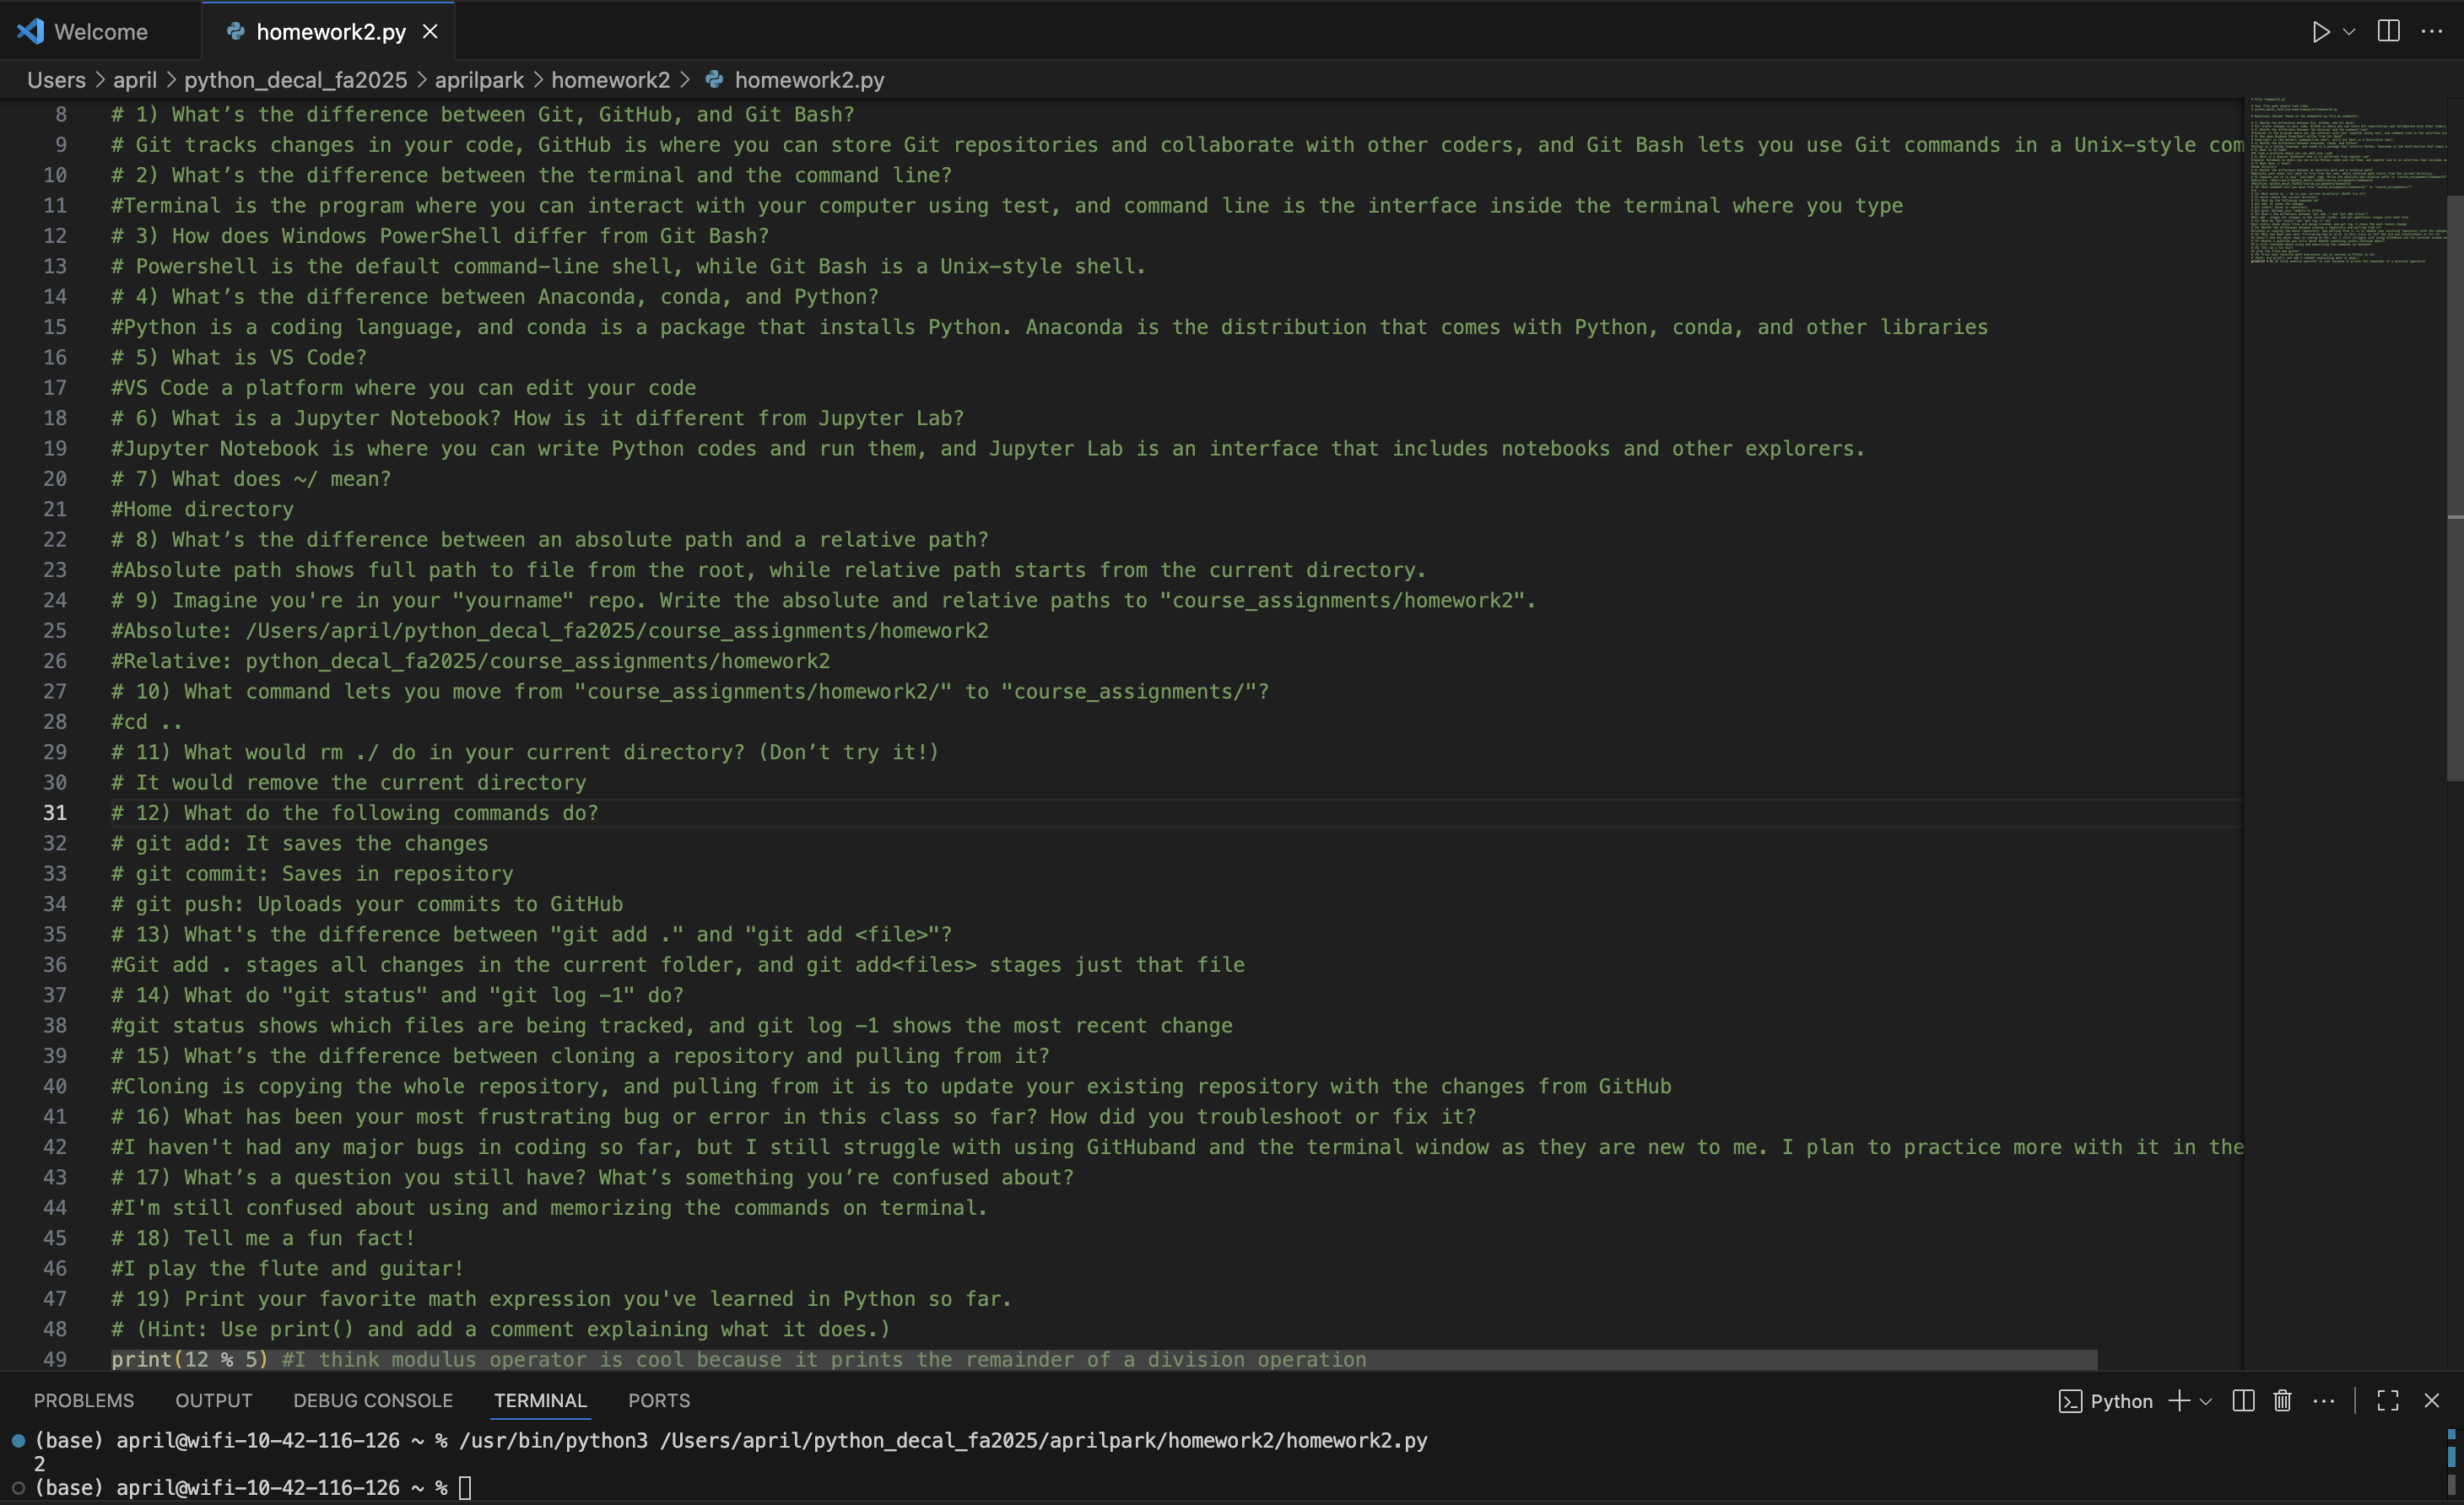 Welcome
homework2.py
Users > april > python_decal_fa2025 > aprilpark > homework2 > homework2.py
8 # 1) What’s the difference between Git, GitHub, and Git Bash?
9 # Git tracks changes in your code, GitHub is where you can store Git repositories and collaborate with other coders, and Git Bash lets you use Git commands in a Unix-style com
10 # 2) What’s the difference between the terminal and the command line?
11 #Terminal is the program where you can interact with your computer using test, and command line is the interface inside the terminal where you type
12 # 3) How does Windows PowerShell differ from Git Bash?
13 # Powershell is the default command-line shell, while Git Bash is a Unix-style shell.
14 # 4) What’s the difference between Anaconda, conda, and Python?
15 #Python is a coding language, and conda is a package that installs Python. Anaconda is the distribution that comes with Python, conda, and other libraries
16 # 5) What is VS Code?
17 #VS Code a platform where you can edit your code
18 # 6) What is a Jupyter Notebook? How is it different from Jupyter Lab?
19 #Jupyter Notebook is where you can write Python codes and run them, and Jupyter Lab is an interface that includes notebooks and other explorers.
20 # 7) What does ~/ mean?
21 #Home directory
22 # 8) What’s the difference between an absolute path and a relative path?
23 #Absolute path shows full path to file from the root, while relative path starts from the current directory.
24 # 9) Imagine you're in your "yourname" repo. Write the absolute and relative paths to "course_assignments/homework2".
25 #Absolute: /Users/april/python_decal_fa2025/course_assignments/homework2
26 #Relative: python_decal_fa2025/course_assignments/homework2
27 # 10) What command lets you move from "course_assignments/homework2/" to "course_assignments/"?
28 #cd ..
29 # 11) What would rm ./ do in your current directory? (Don’t try it!)
30 # It would remove the current directory
31 # 12) What do the following commands do?
32 # git add: It saves the changes
33 # git commit: Saves in repository
34 # git push: Uploads your commits to GitHub
35 # 13) What's the difference between "git add ." and "git add <file>"?
36 #Git add . stages all changes in the current folder, and git add<files> stages just that file
37 # 14) What do "git status" and "git log -1" do?
38 #git status shows which files are being tracked, and git log -1 shows the most recent change
39 # 15) What’s the difference between cloning a repository and pulling from it?
40 #Cloning is copying the whole repository, and pulling from it is to update your existing repository with the changes from GitHub
41 # 16) What has been your most frustrating bug or error in this class so far? How did you troubleshoot or fix it?
42 #I haven't had any major bugs in coding so far, but I still struggle with using GitHuband and the terminal window as they are new to me. I plan to practice more with it in the
43 # 17) What’s a question you still have? What’s something you’re confused about?
44 #I'm still confused about using and memorizing the commands on terminal.
45 # 18) Tell me a fun fact!
46 #I play the flute and guitar!
47 # 19) Print your favorite math expression you've learned in Python so far.
48 # (Hint: Use print() and add a comment explaining what it does.)
49 print(12 % 5) #I think modulus operator is cool because it prints the remainder of a division operation
PROBLEMS OUTPUT DEBUG CONSOLE TERMINAL PORTS
Python
(base) april@wifi-10-42-116-126 ~ % /usr/bin/python3 /Users/april/python_decal_fa2025/aprilpark/homework2/homework2.py
2
(base) april@wifi-10-42-116-126 ~ %